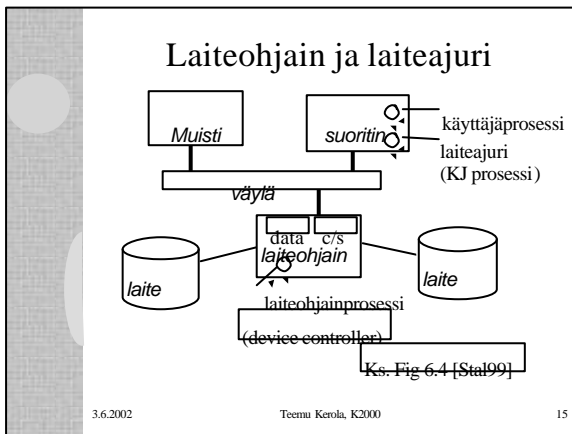 Laiteohjain ja laiteajuri
Muisti
suoritin
käyttäjäprosessi
laiteajuri
(KJ prosessi)
väylä
data c/s
laiteohjain
laite
laite
laiteohjainprosessi
(device controller)
Ks. Fig 6.4 [Stal99]
3.6.2002 Teemu Kerola, K2000 15